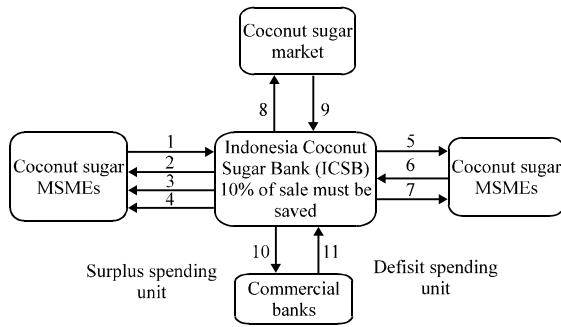 Coconut sugar
market
8
9
Coconut sugar
MSMEs
1
2
3
4
Indonesia Coconut
Sugar Bank (ICSB)
10% of sale must be
saved
5
6
7
Coconut sugar
MSMEs
10
11
Surplus spending
unit
Defisit spending
unit
Commercial
banks